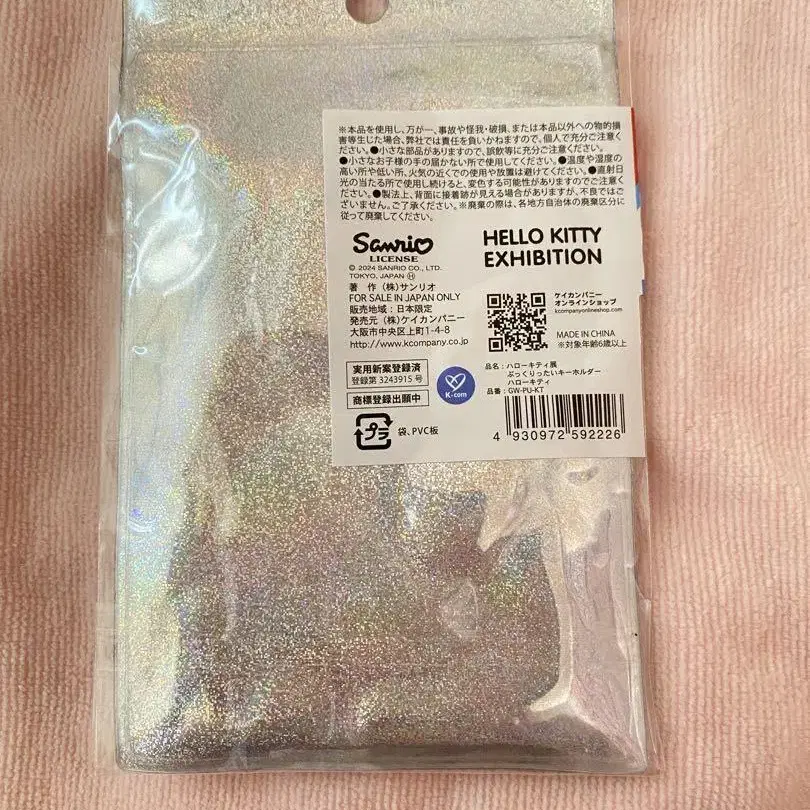 ※本品を使用し、万が一、事故や怪我・破損、または本品以外への物的損
害等生じた場合、弊社では責任を負いかねますので、個人で充分ご注意く
ださい。●小さな部品がありますので、誤飲等に充分ご注意ください。
●小さなお子様の手の届かない所で使用してください。●温度や湿度の
高い所や低い所、火気の近くでの使用や放置は避けてください。●直射日
光の当たる所で使用し続けると、変色する可能性がありますのでご注意く
ださい。●製法上、背面に接着跡が見える場合がありますが、不良ではご
ざいません。ご了承ください。※廃棄の際は、各地方自治体の廃棄区分に
従って廃棄してください。
Sanrio
LICENSE
© 2024 SANRIO CO., LTD.
TOKYO, JAPAN Ⓗ
著 作 (株)サンリオ
FOR SALE IN JAPAN ONLY
販売地域：日本限定
発売元 (株)ケイカンパニー
大阪市中央区上町1-4-8
http://www.kcompany.co.jp
HELLO KITTY
EXHIBITION
ケイカンパニー
オンラインショップ
kcompanyonlineshop.com
MADE IN CHINA
※対象年齢6歳以上
実用新案登録済
登録第 3243915 号
商標登録出願中
K-com
品名：ハローキティ展
ぷっくりったいキーホルダー
ハローキティ
品番：GW-PU-KT
プラ
袋、PVC板
4 930972 592226